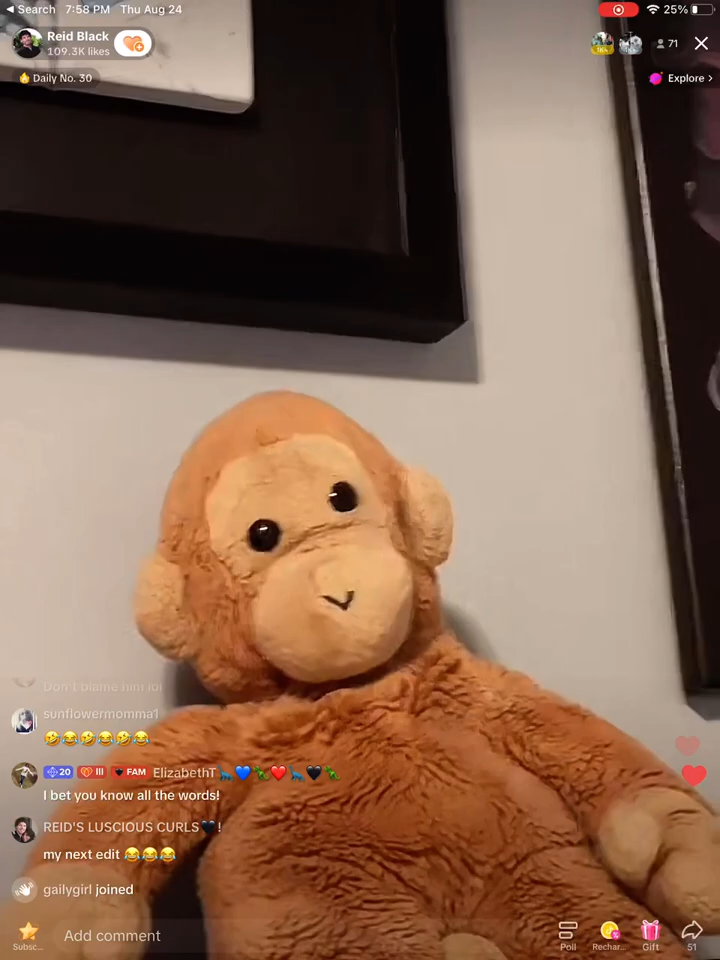 Search 7:58 PM Thu Aug 24 25%
Reid Black
109.3K likes
71
Daily No. 30
Explore >
Don't blame him lol
sunflowermomma1
🤣😂🤣😂🤣😂
20 III FAM ElizabethT🦕💙🐉❤️🦕🖤🐉
I bet you know all the words!
REID'S LUSCIOUS CURLS🖤!
my next edit 😂😂😂
gailygirl joined
Subsc... Add comment Poll Rechar... Gift 51